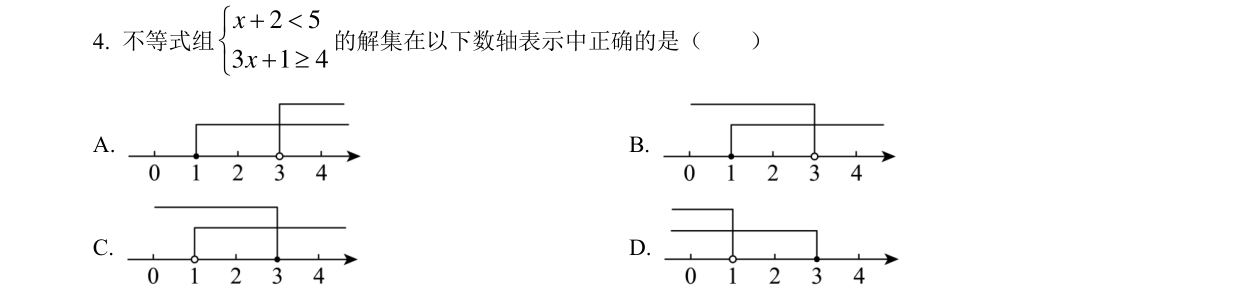 4. 不等式组{x+2<5
3x+1≥4 的解集在以下数轴表示中正确的是（　　）
A. 0 1 2 3 4
B. 0 1 2 3 4
C. 0 1 2 3 4
D. 0 1 2 3 4